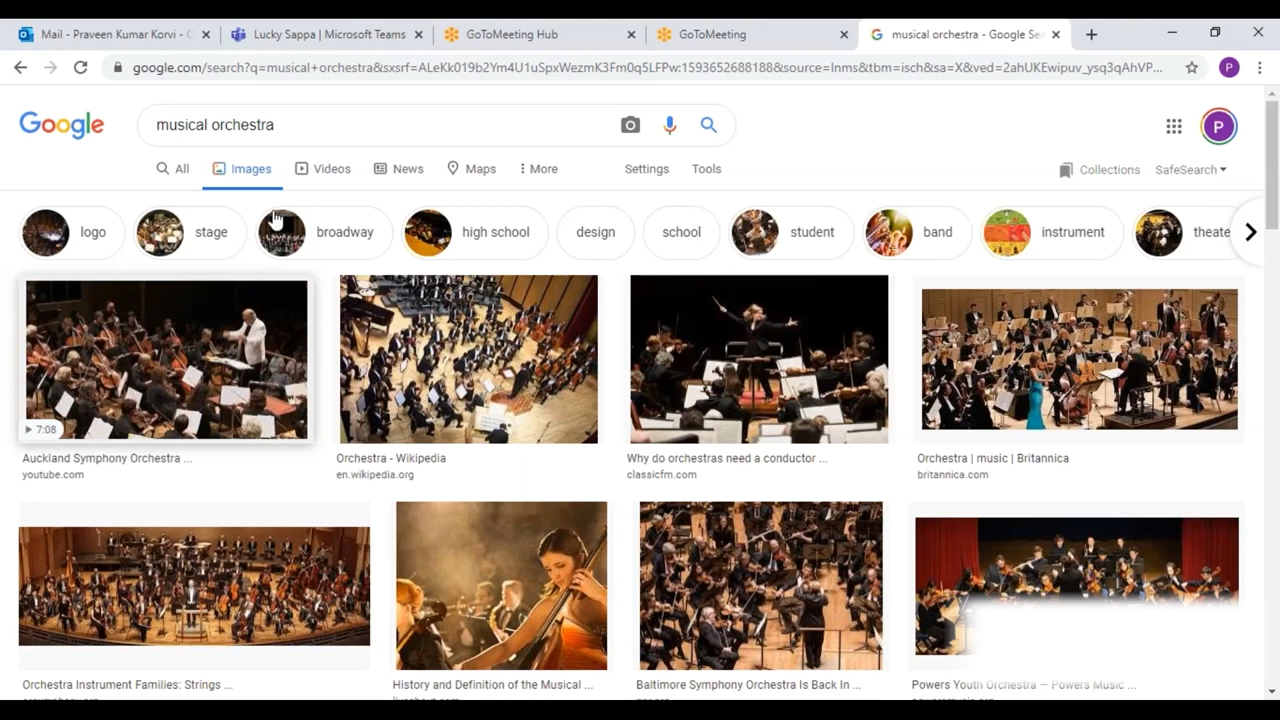 Mail - Praveen Kumar Korvi - C
Lucky Sappa | Microsoft Teams
GoToMeeting Hub
GoToMeeting
musical orchestra - Google Sea
google.com/search?q=musical+orchestra&sxsrf=ALeKk019b2Ym4U1uSpxWezmK3Fm0q5LFPw:1593652688188&source=lnms&tbm=isch&sa=X&ved=2ahUKEwipuv_ysq3qAhVP...
P
Google
musical orchestra
P
All
Images
Videos
News
Maps
More
Settings
Tools
Collections
SafeSearch
logo
stage
broadway
high school
design
school
student
band
instrument
theate
7:08
Auckland Symphony Orchestra ...
youtube.com
Orchestra - Wikipedia
en.wikipedia.org
Why do orchestras need a conductor ...
classicfm.com
Orchestra | music | Britannica
britannica.com
Orchestra Instrument Families: Strings ...
History and Definition of the Musical ...
Baltimore Symphony Orchestra Is Back In ...
Powers Youth Orchestra — Powers Music ...